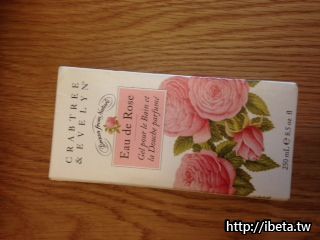 CRABTREE
& EVELYN®
Eau de Rose
Gel pour le Bain et
la Douche parfumé
250 mL e 8.5 oz. fl
http://ibeta.tw